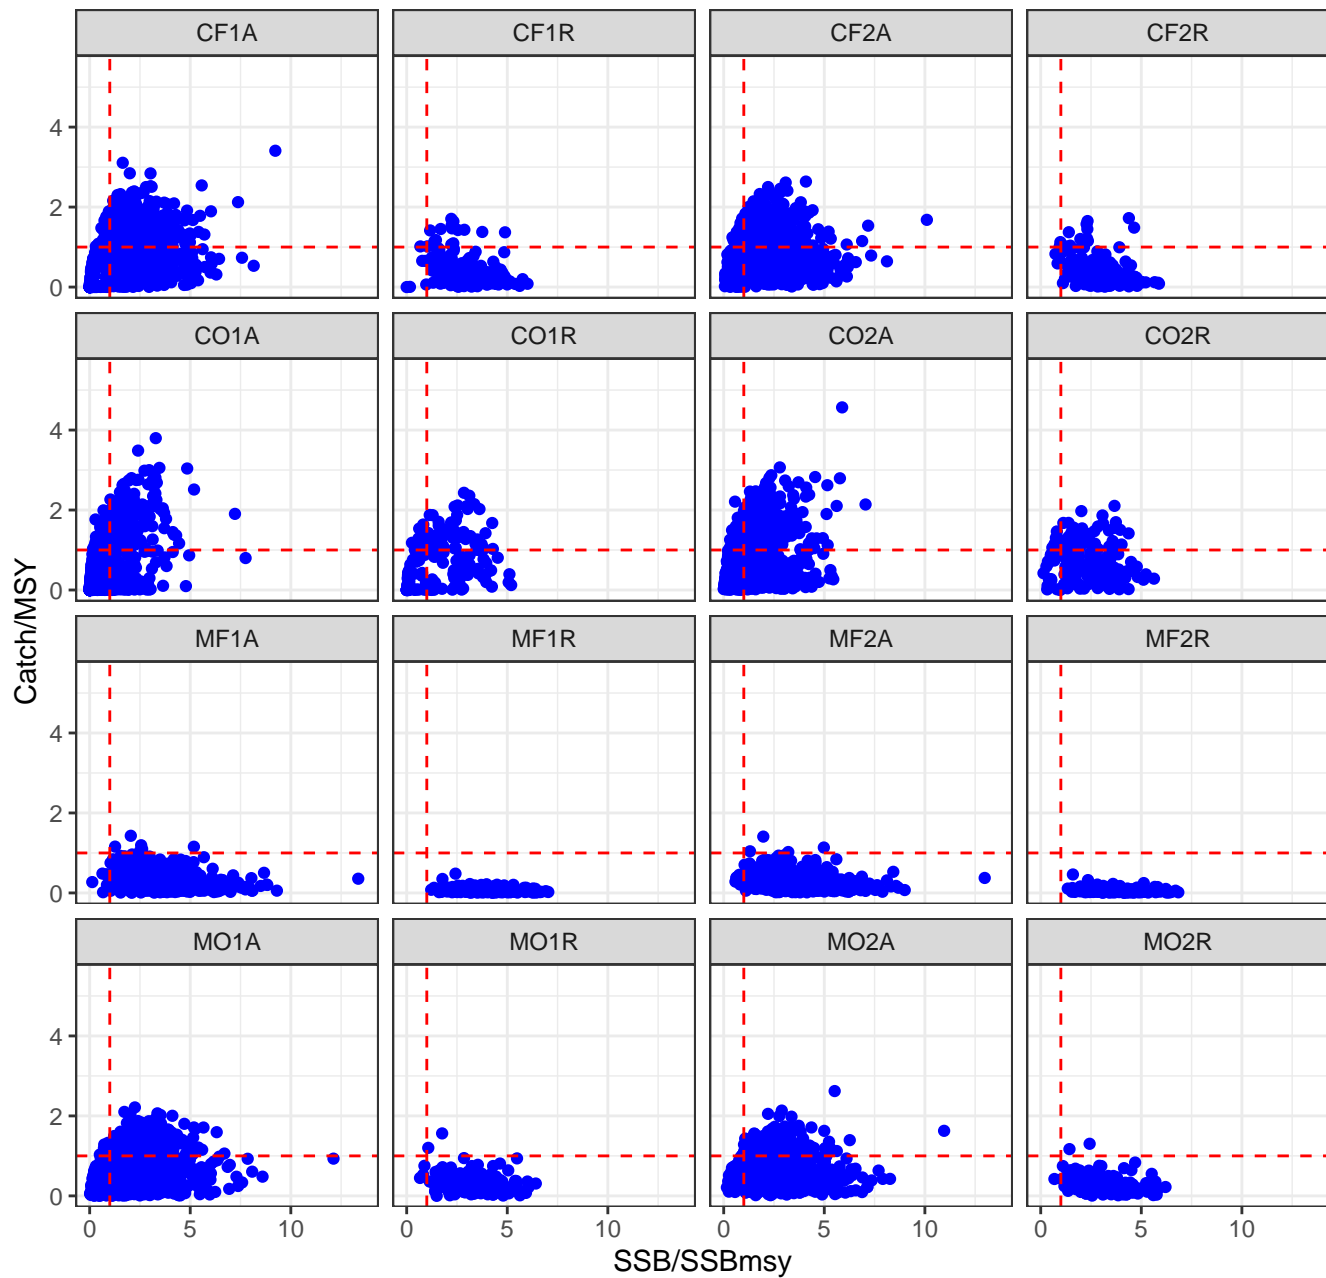 CF1A CF1R CF2A CF2R
4
2
0
CO1A CO1R CO2A CO2R
4
2
0
MF1A MF1R MF2A MF2R
4
2
0
MO1A MO1R MO2A MO2R
4
2
0
0 5 10 0 5 10 0 5 10 0 5 10
SSB/SSBmsy
Catch/MSY